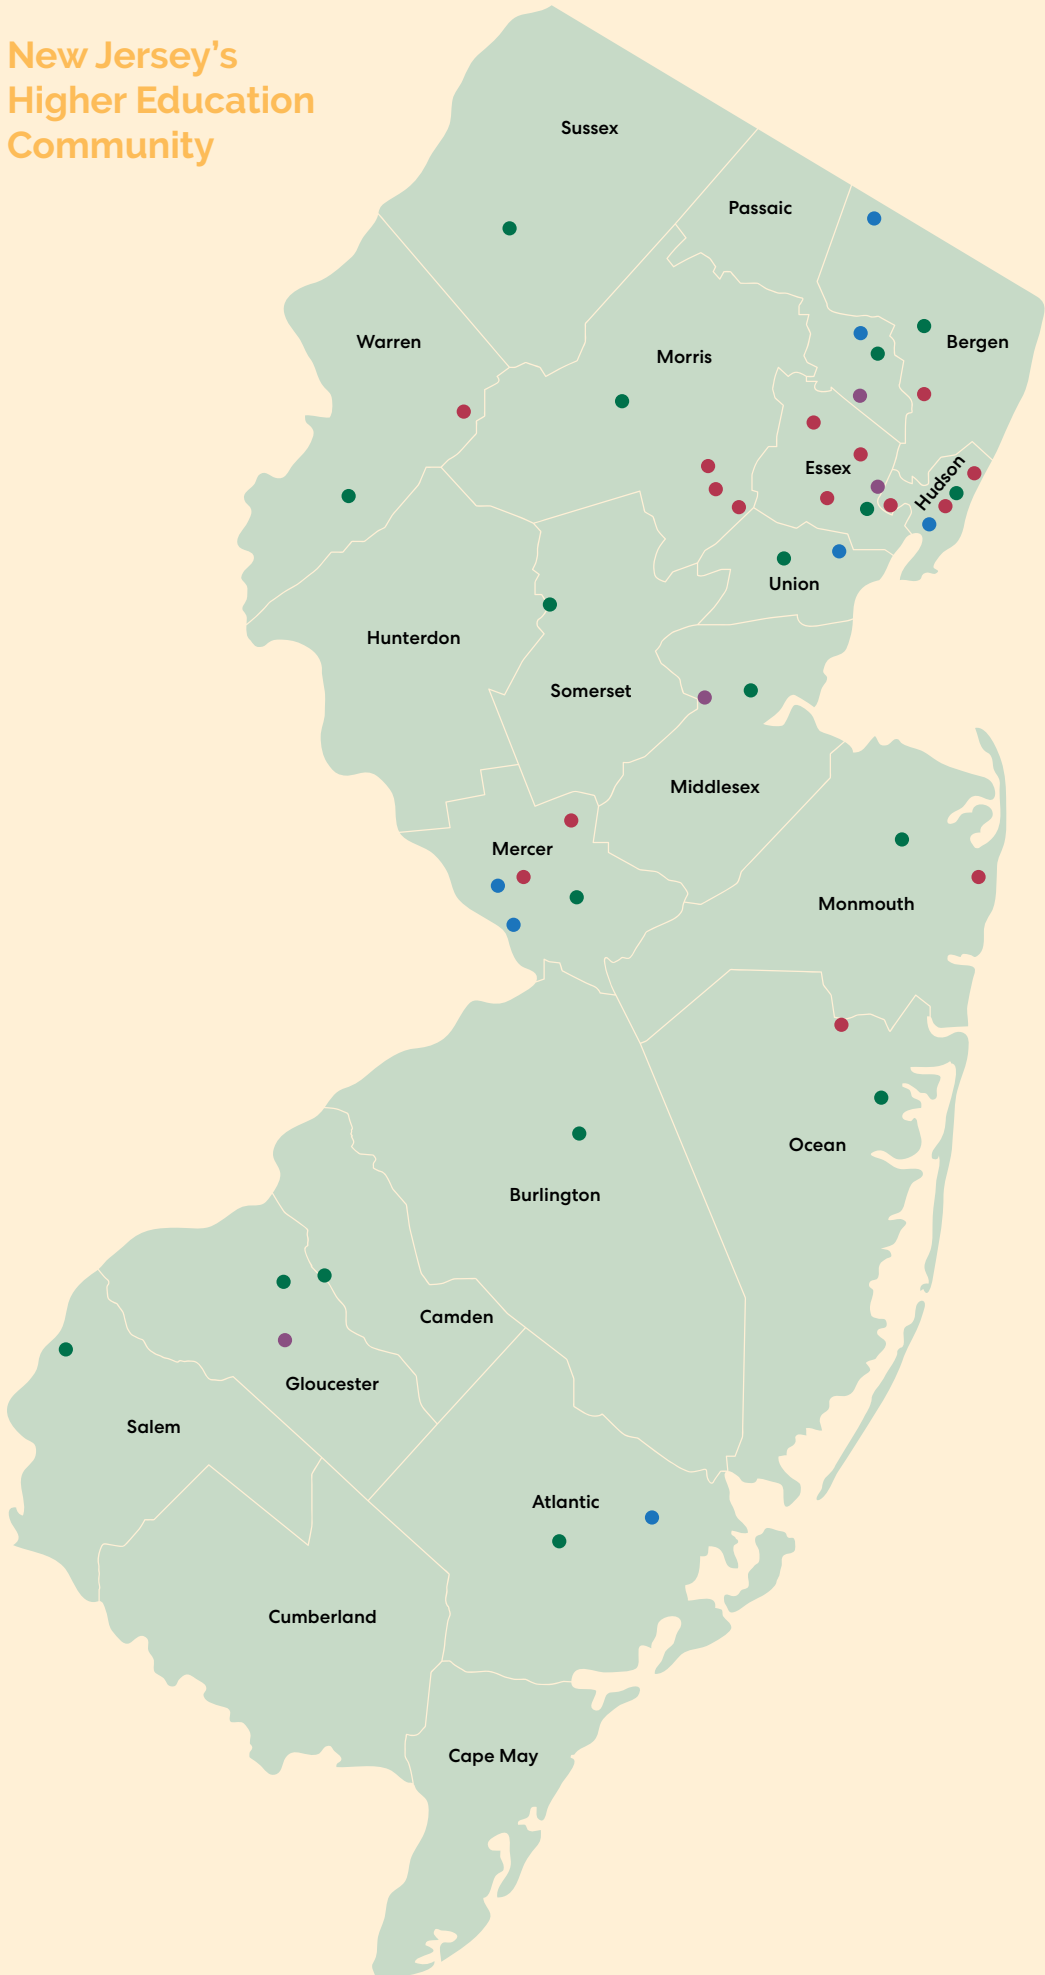 New Jersey's
Higher Education
Community
Sussex
Passaic
Warren
Bergen
Morris
Essex
Hudson
Union
Hunterdon
Somerset
Middlesex
Mercer
Monmouth
Ocean
Burlington
Camden
Gloucester
Salem
Atlantic
Cumberland
Cape May